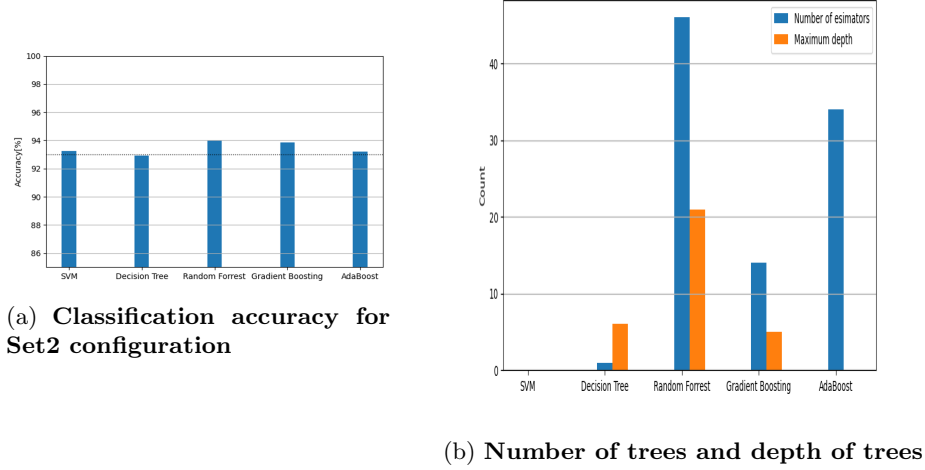 100
98
96
94
92
90
88
86
Accuracy[%]
SVM Decision Tree Random Forrest Gradient Boosting AdaBoost
(a) Classification accuracy for
Set2 configuration
Number of esimators
Maximum depth
40
30
20
10
0
Count
SVM Decision Tree Random Forrest Gradient Boosting AdaBoost
(b) Number of trees and depth of trees